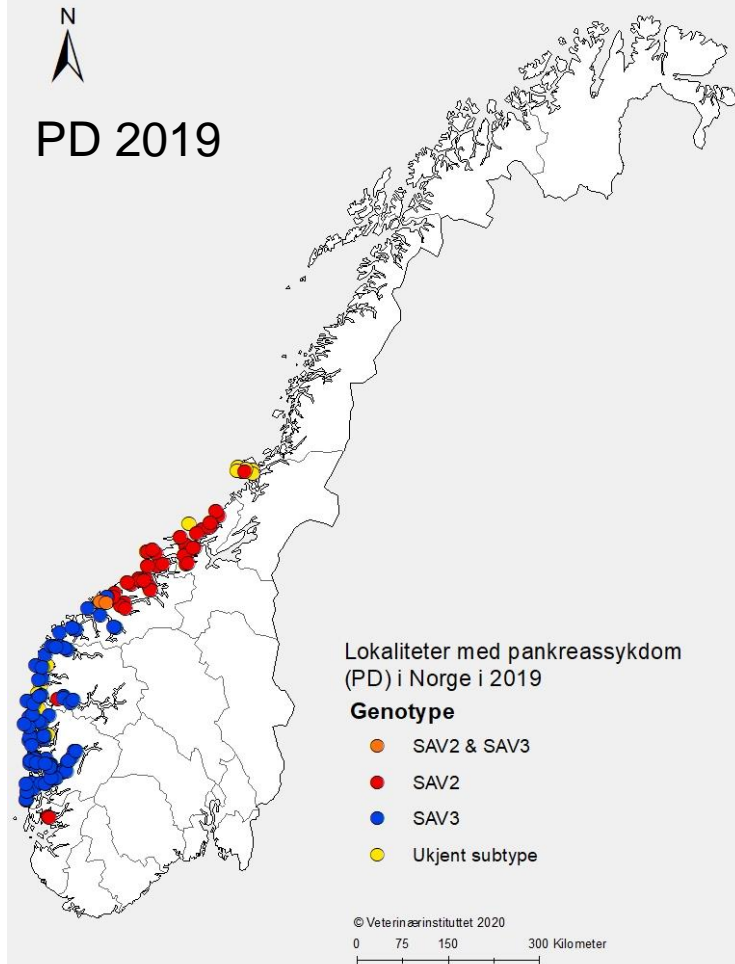 N
PD 2019
Lokaliteter med pankreassykdom
(PD) i Norge i 2019
Genotype
SAV2 & SAV3
SAV2
SAV3
Ukjent subtype
© Veterinærinstituttet 2020
0 75 150 300 Kilometer